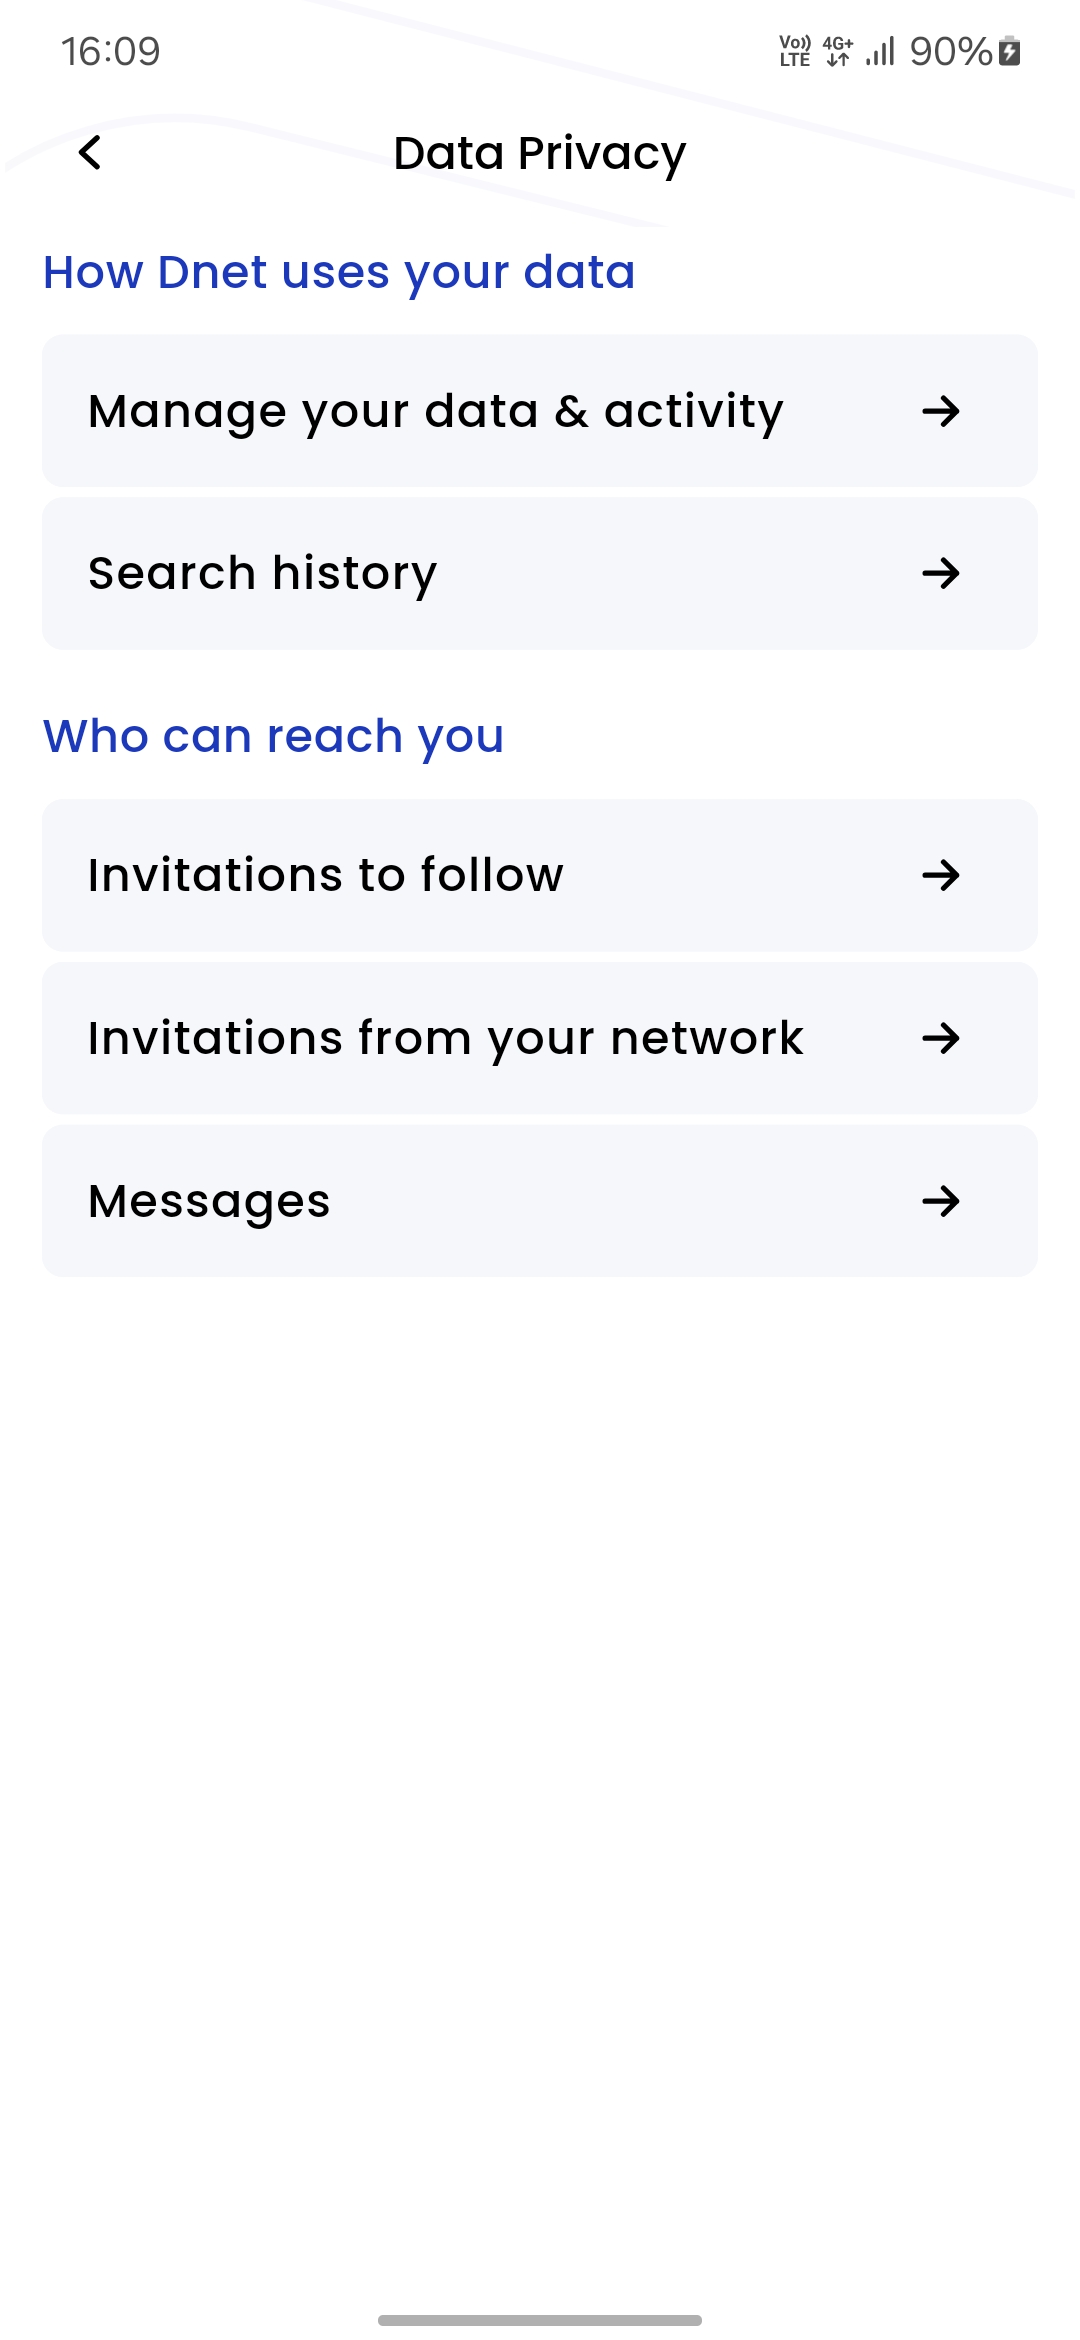 16:09
Vo)) LTE 4G+ 90%
Data Privacy
How Dnet uses your data
Manage your data & activity
Search history
Who can reach you
Invitations to follow
Invitations from your network
Messages